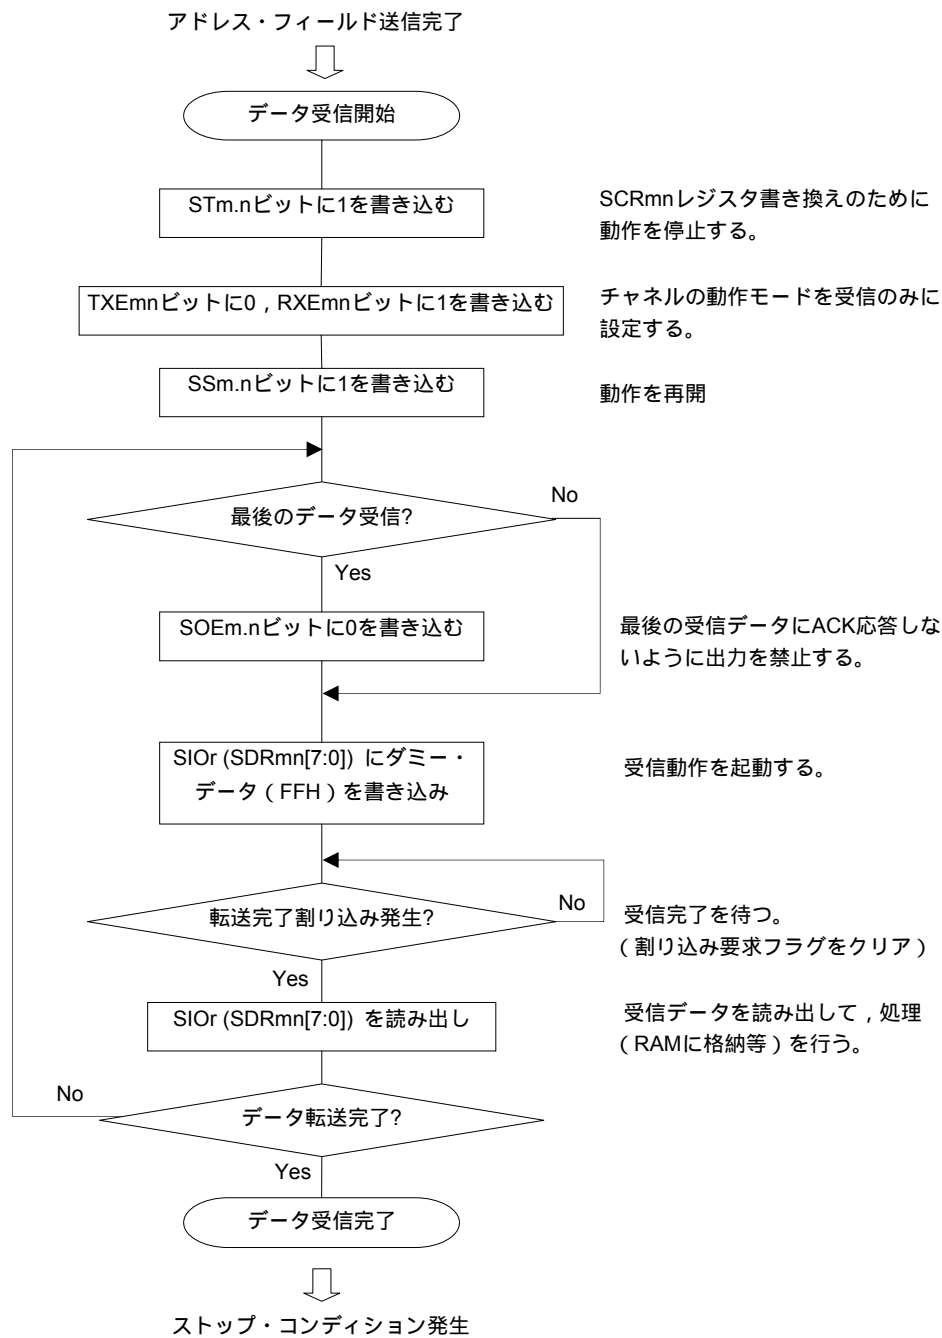 アドレス・フィールド送信完了
データ受信開始
STm.nビットに1を書き込む
SCRmnレジスタ書き換えのために
動作を停止する。
TXEmnビットに0，RXEmnビットに1を書き込む
チャネルの動作モードを受信のみに
設定する。
SSm.nビットに1を書き込む
動作を再開
最後のデータ受信?
No
Yes
SOEm.nビットに0を書き込む
最後の受信データにACK応答しな
いように出力を禁止する。
SIOr (SDRmn[7:0]) にダミー・
データ（FFH）を書き込み
受信動作を起動する。
転送完了割り込み発生?
No
受信完了を待つ。
（割り込み要求フラグをクリア）
Yes
SIOr (SDRmn[7:0]) を読み出し
受信データを読み出して，処理
（RAMに格納等）を行う。
No
データ転送完了?
Yes
データ受信完了
ストップ・コンディション発生